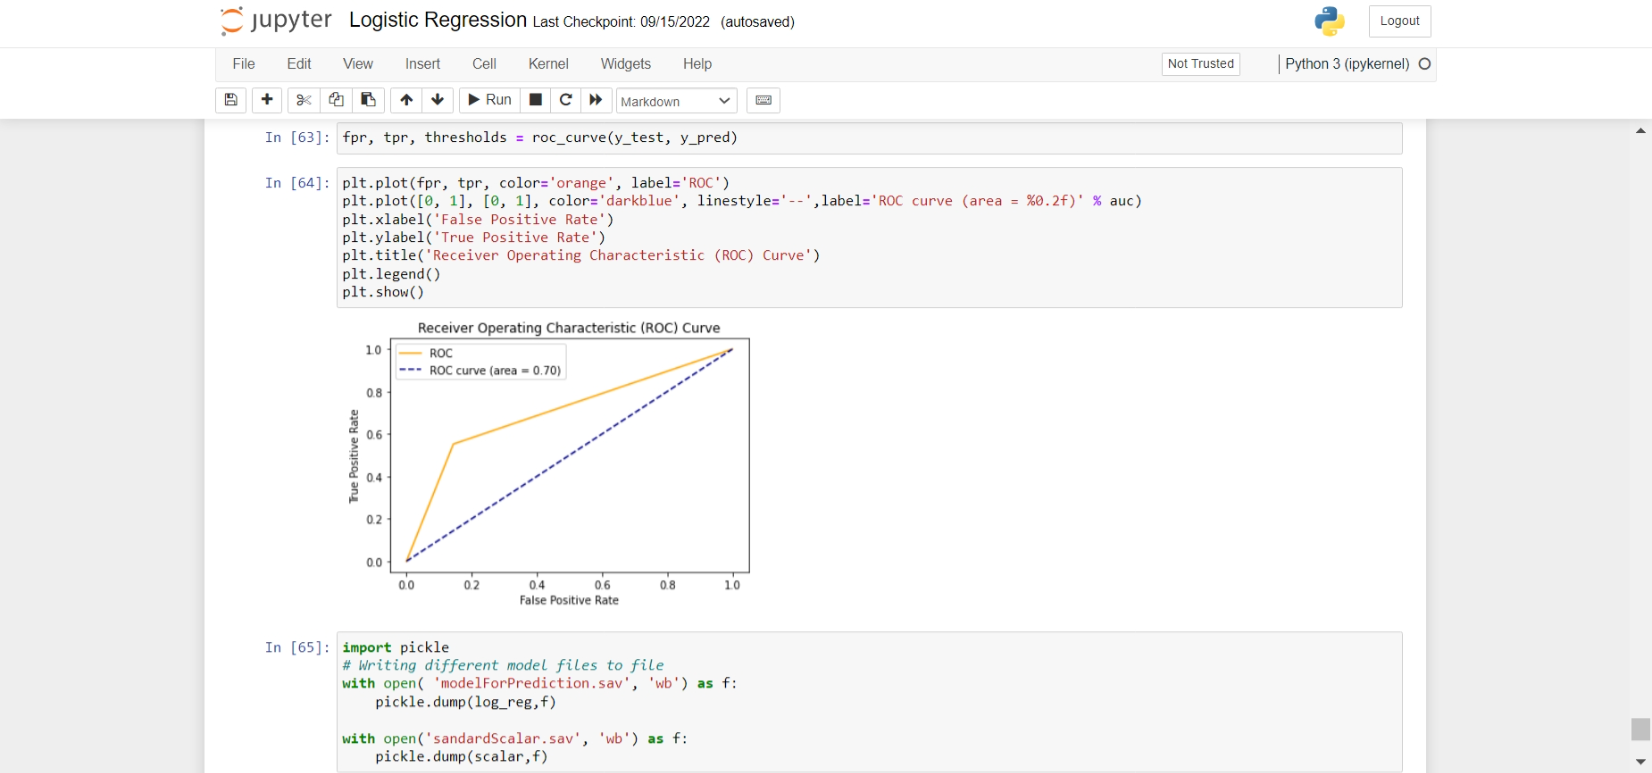 jupyter Logistic Regression Last Checkpoint: 09/15/2022 (autosaved)
Logout
File Edit View Insert Cell Kernel Widgets Help
Not Trusted
Python 3 (ipykernel)
Run
Markdown
In [63]: fpr, tpr, thresholds = roc_curve(y_test, y_pred)
In [64]: plt.plot(fpr, tpr, color='orange', label='ROC')
plt.plot([0, 1], [0, 1], color='darkblue', linestyle='--',label='ROC curve (area = %0.2f)' % auc)
plt.xlabel('False Positive Rate')
plt.ylabel('True Positive Rate')
plt.title('Receiver Operating Characteristic (ROC) Curve')
plt.legend()
plt.show()
Receiver Operating Characteristic (ROC) Curve
ROC
ROC curve (area = 0.70)
1.0
0.8
0.6
0.4
0.2
0.0
True Positive Rate
0.0 0.2 0.4 0.6 0.8 1.0
False Positive Rate
In [65]: import pickle
# Writing different model files to file
with open( 'modelForPrediction.sav', 'wb') as f:
    pickle.dump(log_reg,f)
with open('sandardScalar.sav', 'wb') as f:
    pickle.dump(scalar,f)